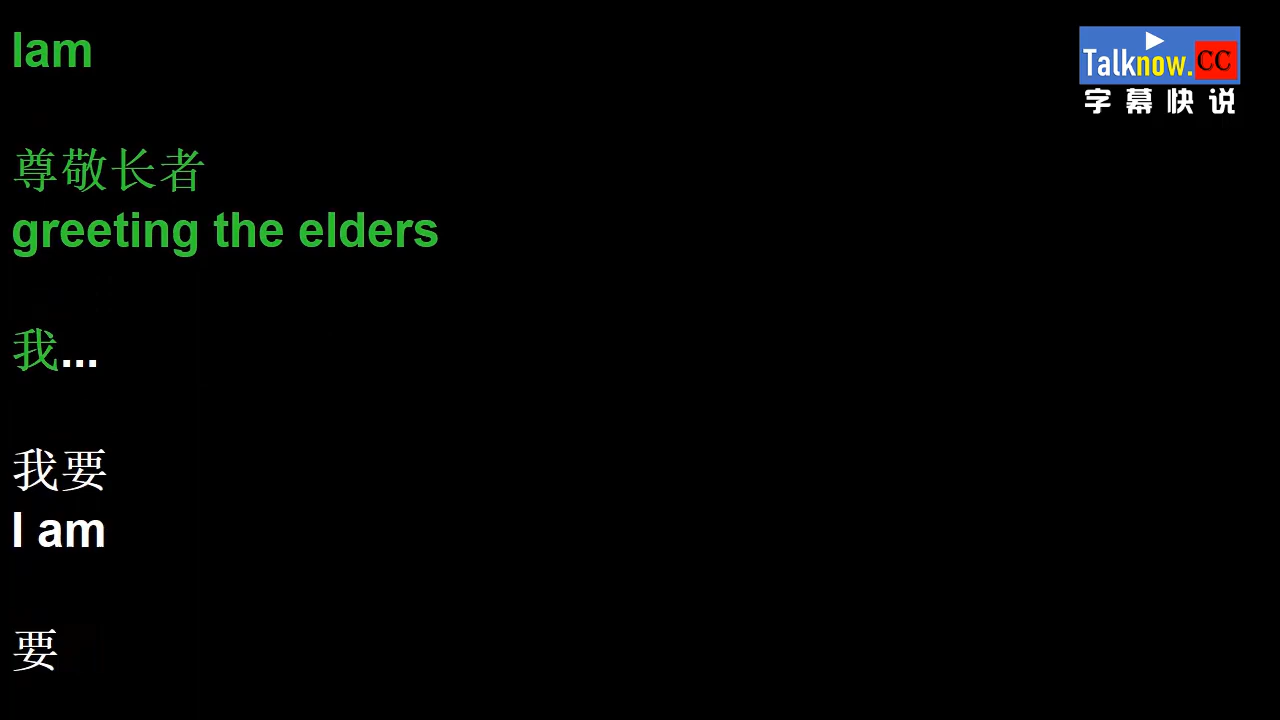 Iam
Talknow.CC
字幕快说
尊敬长者
greeting the elders
我...
我要
I am
要